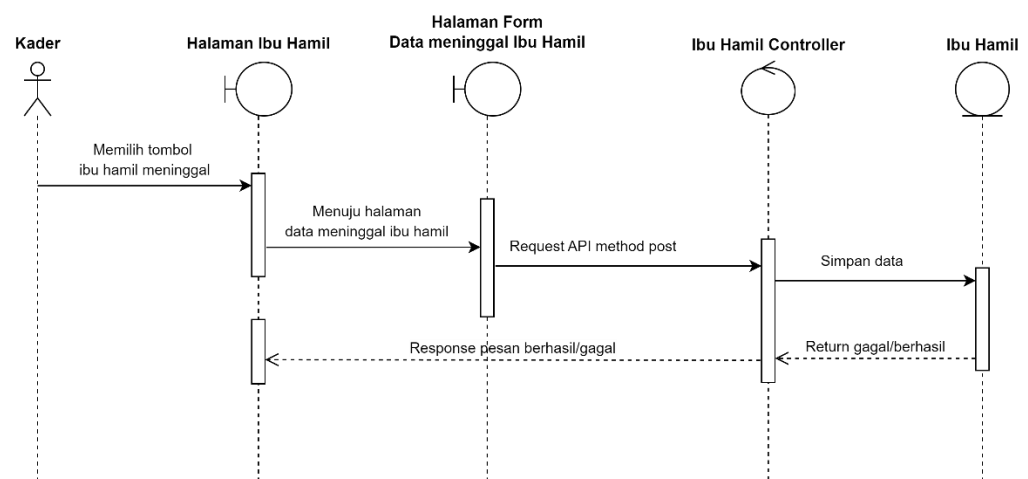 Kader
Halaman Ibu Hamil
Halaman Form
Data meninggal Ibu Hamil
Ibu Hamil Controller
Ibu Hamil
Memilih tombol
ibu hamil meninggal
Menuju halaman
data meninggal ibu hamil
Request API method post
Simpan data
Response pesan berhasil/gagal
Return gagal/berhasil